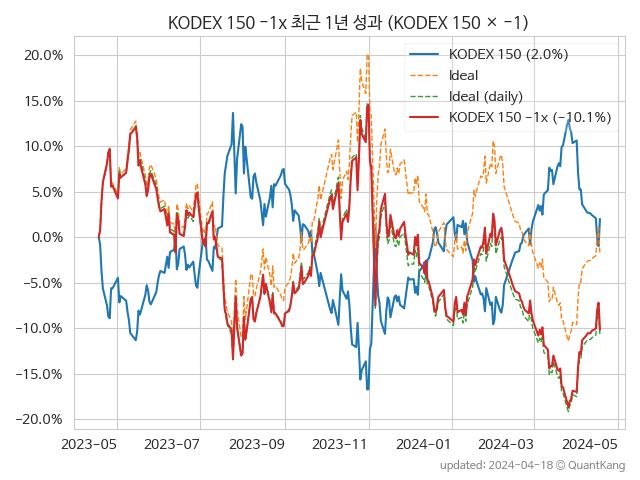 KODEX 150 −1x 최근 1년 성과 (KODEX 150 × −1)
KODEX 150 (2.0%)
Ideal
Ideal (daily)
KODEX 150 −1x (−10.1%)
20.0%
15.0%
10.0%
5.0%
0.0%
−5.0%
−10.0%
−15.0%
−20.0%
2023-05 2023-07 2023-09 2023-11 2024-01 2024-03 2024-05
updated: 2024-04-18 © QuantKang